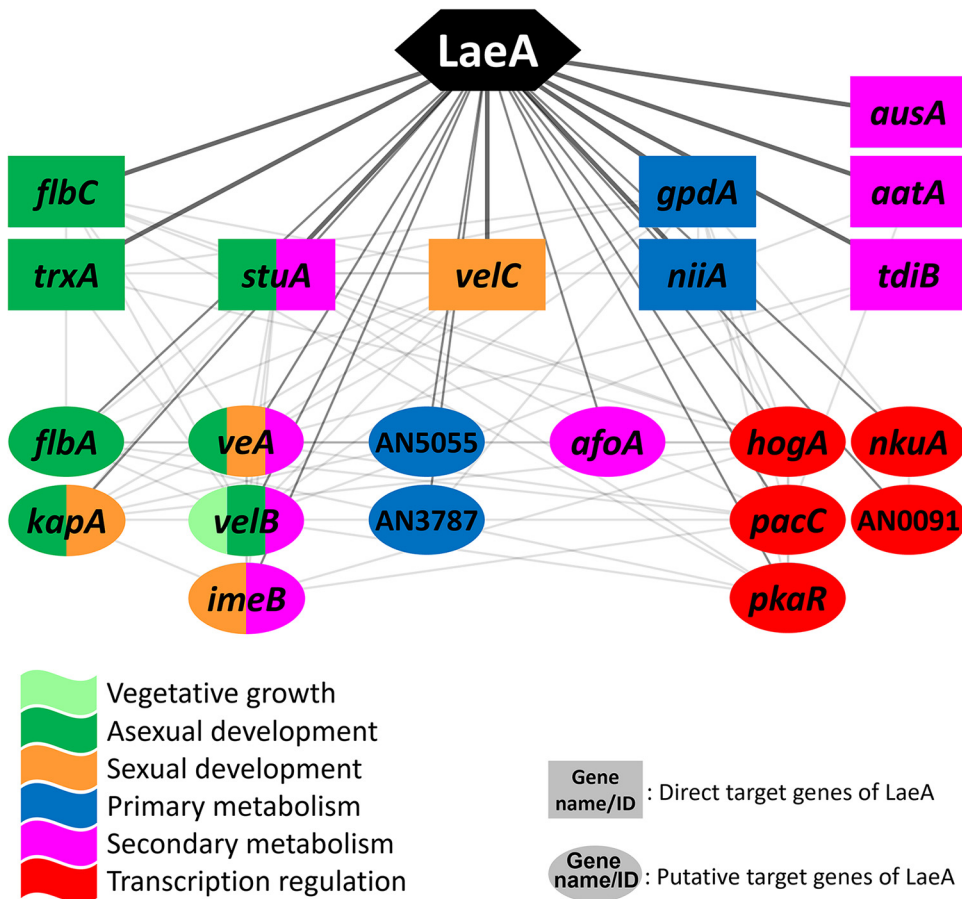 LaeA
ausA
flbC
gpdA
aatA
trxA
stuA
velC
niiA
tdiB
flbA
veA
AN5055
afoA
hogA
nkuA
kapA
velB
AN3787
pacC
AN0091
imeB
pkaR
Vegetative growth
Asexual development
Sexual development
Primary metabolism
Secondary metabolism
Transcription regulation
Gene
name/ID : Direct target genes of LaeA
Gene
name/ID : Putative target genes of LaeA